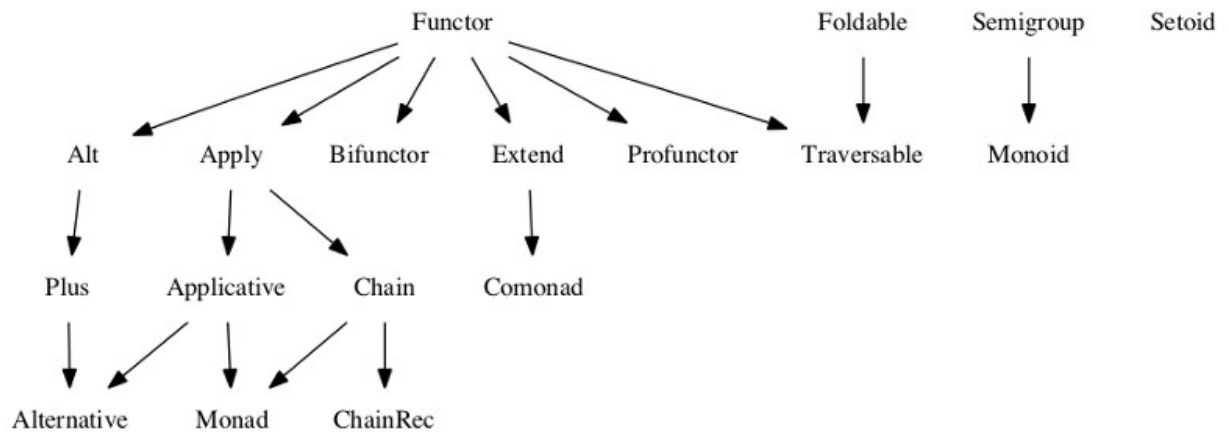 Functor Foldable Semigroup Setoid
Alt Apply Bifunctor Extend Profunctor Traversable Monoid
Plus Applicative Chain Comonad
Alternative Monad ChainRec